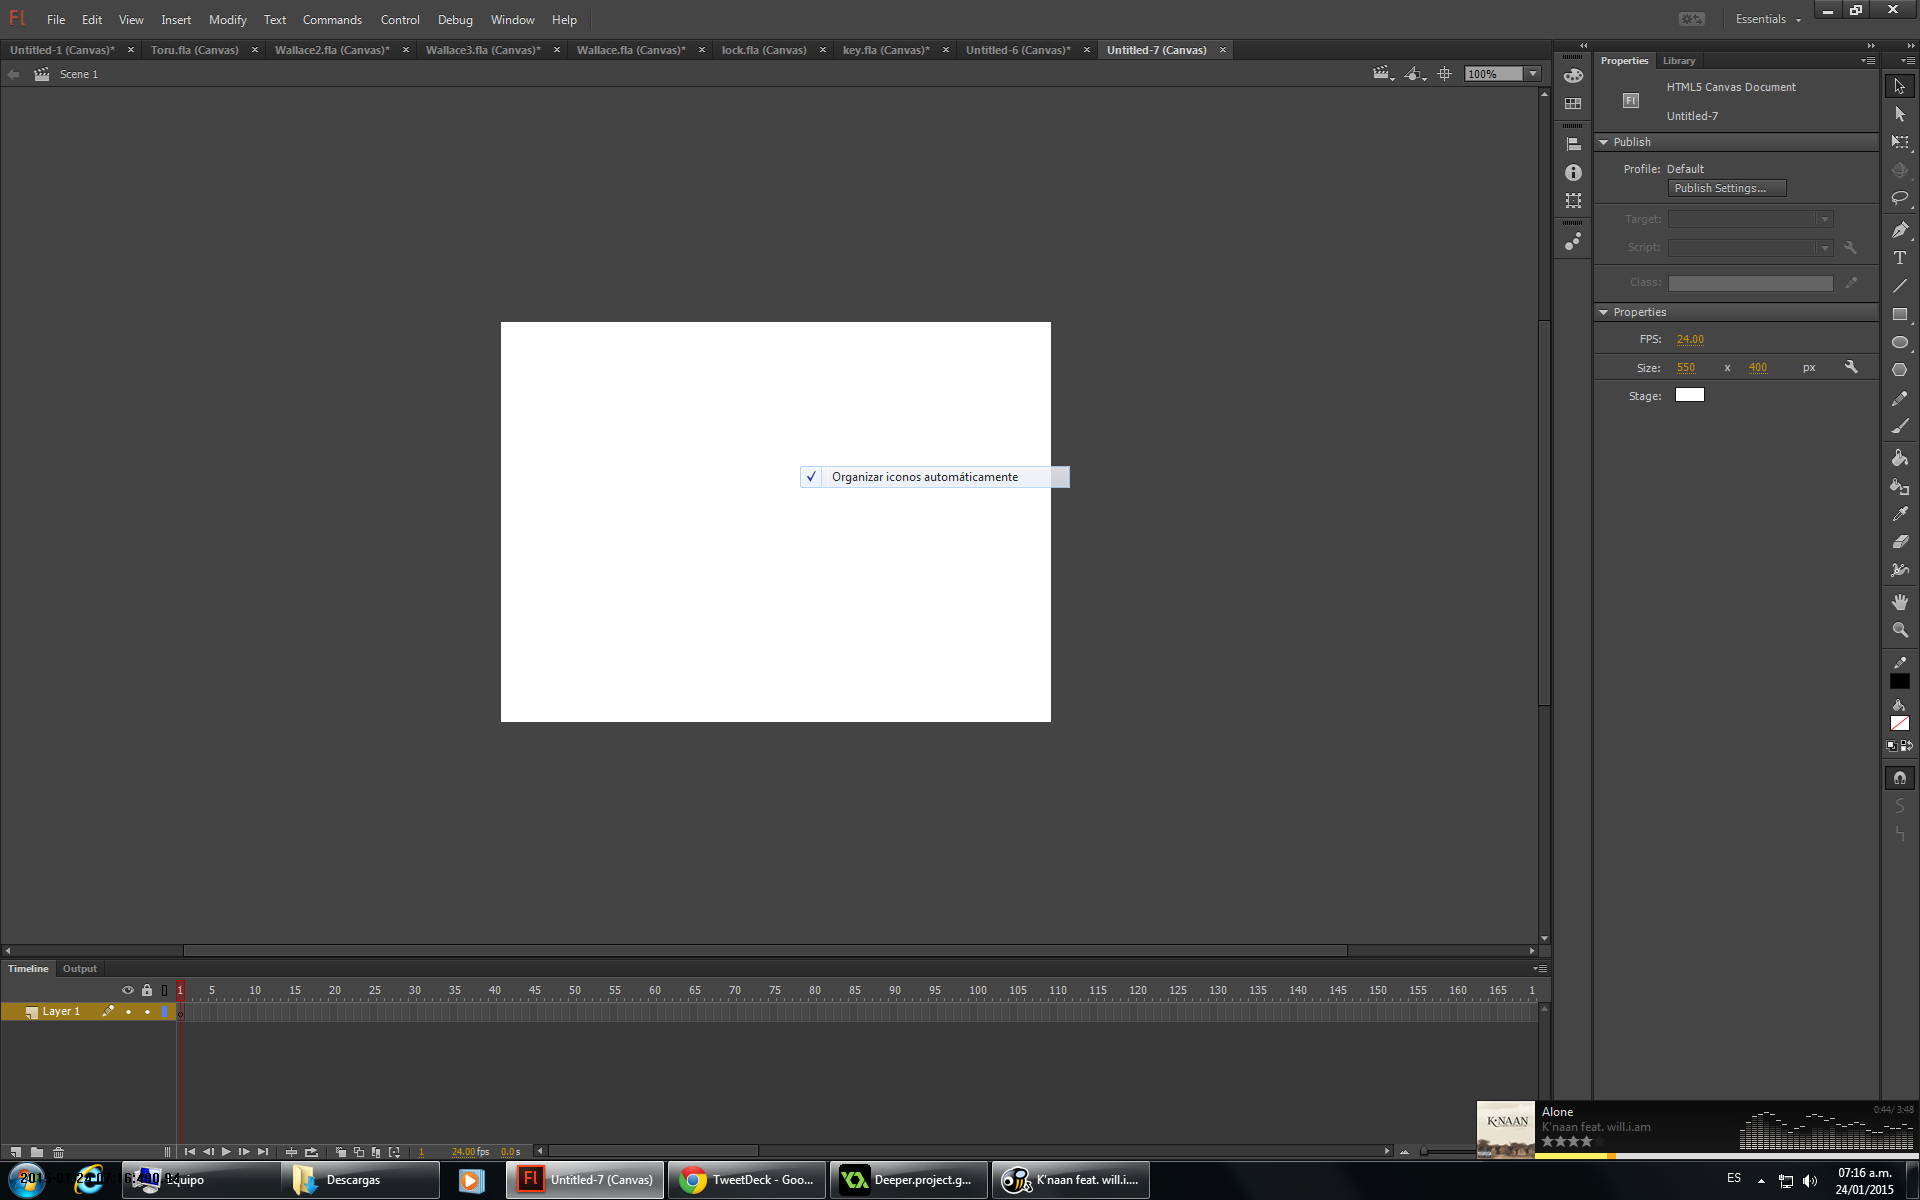 Fl File Edit View Insert Modify Text Commands Control Debug Window Help Essentials
Untitled-1 (Canvas)* Toru.fla (Canvas) Wallace2.fla (Canvas)* Wallace3.fla (Canvas)* Wallace.fla (Canvas)* lock.fla (Canvas) key.fla (Canvas)* Untitled-6 (Canvas)* Untitled-7 (Canvas)
Scene 1
100%
Properties Library
Fl
HTML5 Canvas Document
Untitled-7
Publish
Profile: Default
Publish Settings...
Target:
Script:
Class:
Properties
FPS: 24.00
Size: 550 x 400 px
Stage:
Organizar iconos automáticamente
Timeline Output
1 5 10 15 20 25 30 35 40 45 50 55 60 65 70 75 80 85 90 95 100 105 110 115 120 125 130 135 140 145 150 155 160 165 1
Layer 1
1 24.00 fps 0.0 s
K'NAAN
Alone
0:44/ 3:48
K'naan feat. will.i.am
Equipo
Descargas
Fl Untitled-7 (Canvas)
TweetDeck - Goo...
Deeper.project.g...
K'naan feat. will.i....
ES
07:16 a.m.
24/01/2015